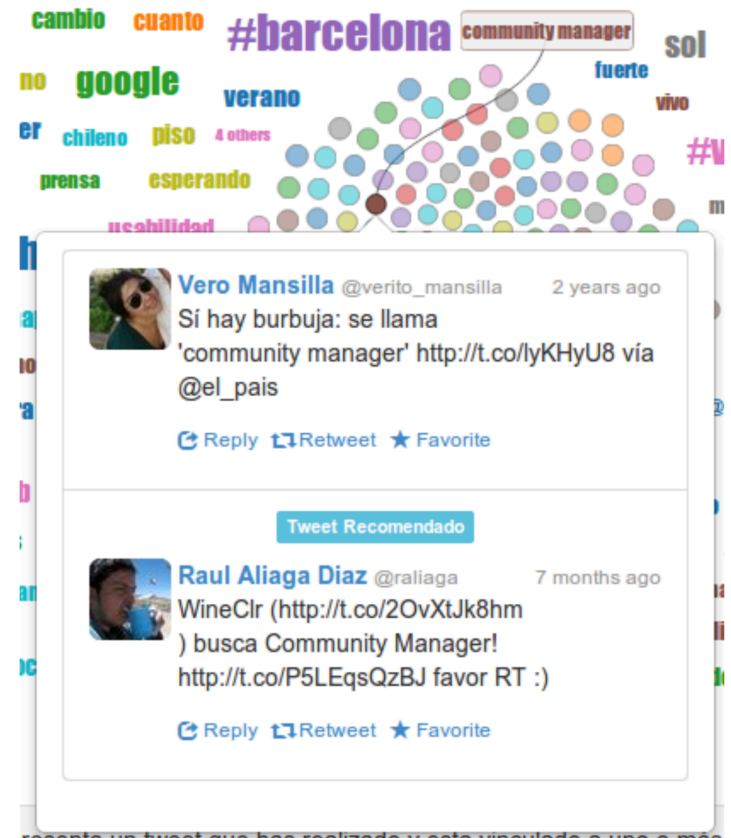 cambio cuanto #barcelona community manager sol
no google verano fuerte
er chileno piso 4 others vivo
prensa esperando
usabilidad
Vero Mansilla @verito_mansilla 2 years ago
Sí hay burbuja: se llama
'community manager' http://t.co/lyKHyU8 vía
@el_pais
Reply Retweet Favorite
Tweet Recomendado
Raul Aliaga Diaz @raliaga 7 months ago
WineClr (http://t.co/2OvXtJk8hm
) busca Community Manager!
http://t.co/P5LEqsQzBJ favor RT :)
Reply Retweet Favorite